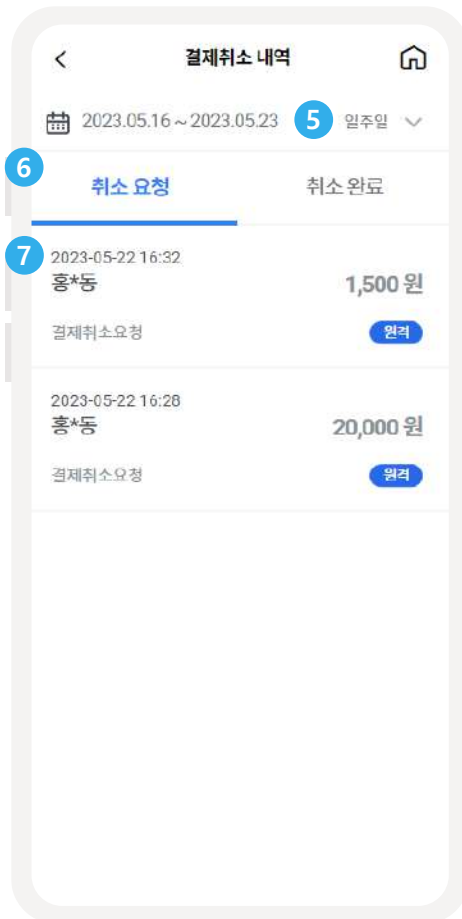 결제취소 내역
2023.05.16 ~ 2023.05.23 5 일주일
6
취소 요청 취소 완료
7
2023-05-22 16:32
홍*동 1,500 원
결제취소요청 원격
2023-05-22 16:28
홍*동 20,000 원
결제취소요청 원격